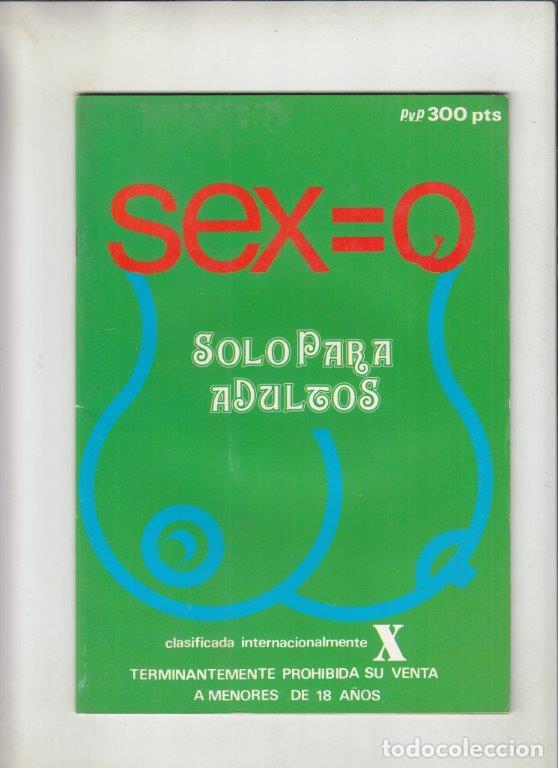 P.v.P. 300 pts
sex=Q
SOLO PARA
ADULTOS
clasificada internacionalmente X
TERMINANTEMENTE PROHIBIDA SU VENTA
A MENORES DE 18 AÑOS
todocoleccion